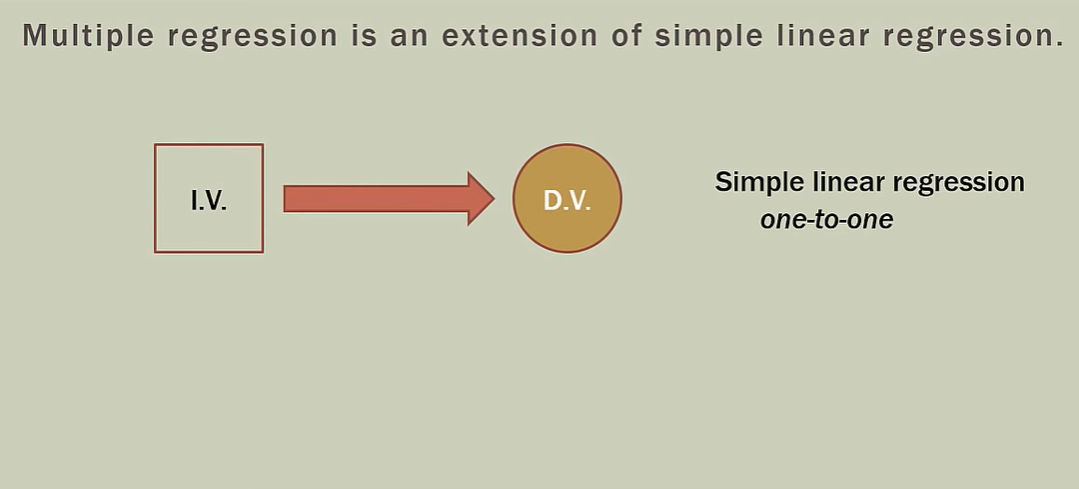 Multiple regression is an extension of simple linear regression.
I.V.
D.V.
Simple linear regression
one-to-one